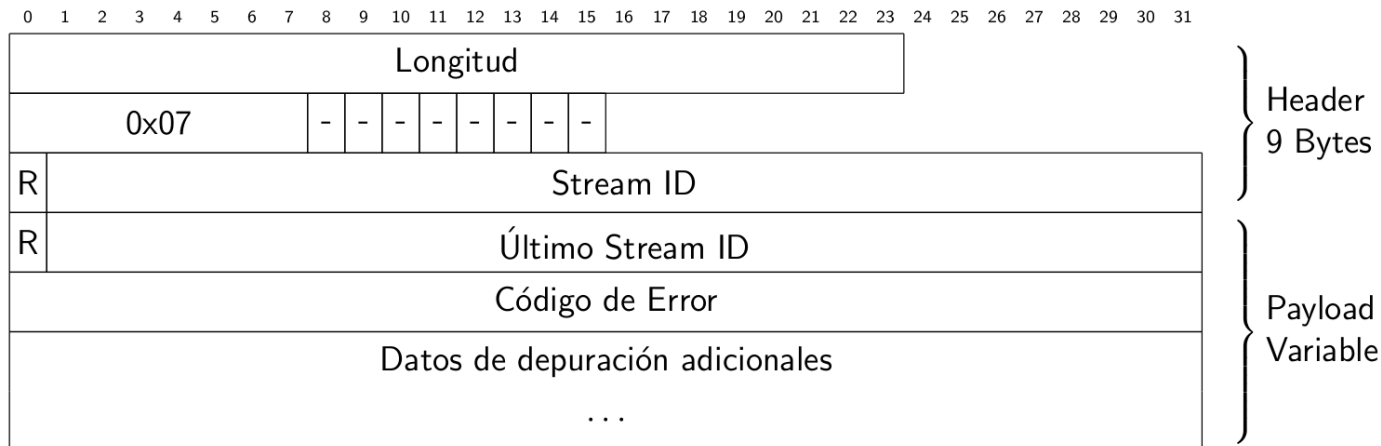 0 1 2 3 4 5 6 7 8 9 10 11 12 13 14 15 16 17 18 19 20 21 22 23 24 25 26 27 28 29 30 31
Longitud
0x07 - - - - - - - -
R Stream ID
R Último Stream ID
Código de Error
Datos de depuración adicionales
...
Header
9 Bytes
Payload
Variable